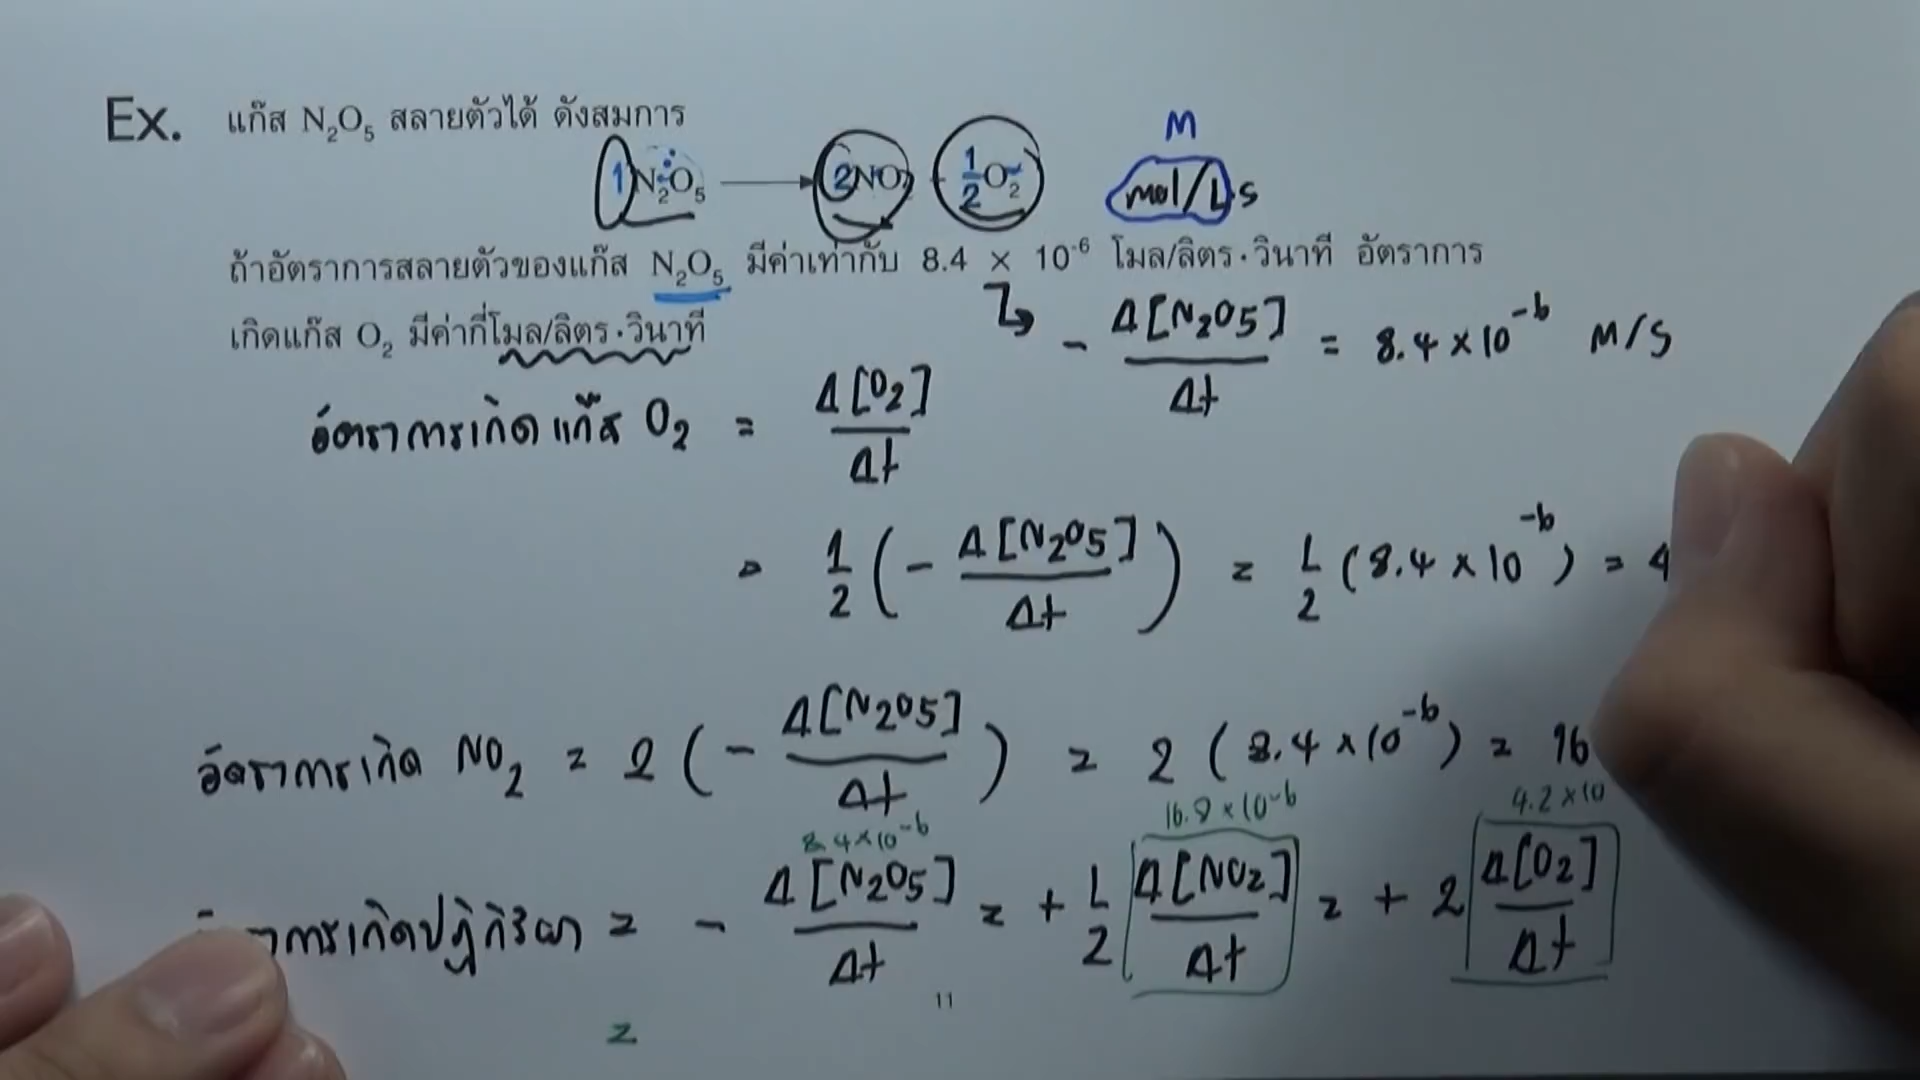 Ex. แก๊ส N₂O₅ สลายตัวได้ ดังสมการ
M
1N₂O₅ → 2NO₂ ½O₂ mol/L s
ถ้าอัตราการสลายตัวของแก๊ส N₂O₅ มีค่าเท่ากับ 8.4 × 10⁻⁶ โมล/ลิตร·วินาที อัตราการ
เกิดแก๊ส O₂ มีค่ากี่โมล/ลิตร·วินาที
- Δ[N₂O₅]/Δt = 8.4 × 10⁻⁶ M/S
อัตราการเกิดแก๊ส O₂ = Δ[O₂]/Δt
= 1/2 (- Δ[N₂O₅]/Δt) = 1/2 (8.4 × 10⁻⁶) = 4
อัตราการเกิด NO₂ = 2 (- Δ[N₂O₅]/Δt) = 2 (8.4 × 10⁻⁶) = 16
8.4 × 10⁻⁶ 16.8 × 10⁻⁶ 4.2 × 10
าการเกิดปฏิกิริยา = - Δ[N₂O₅]/Δt = + 1/2 Δ[NO₂]/Δt = + 2 Δ[O₂]/Δt
11
=